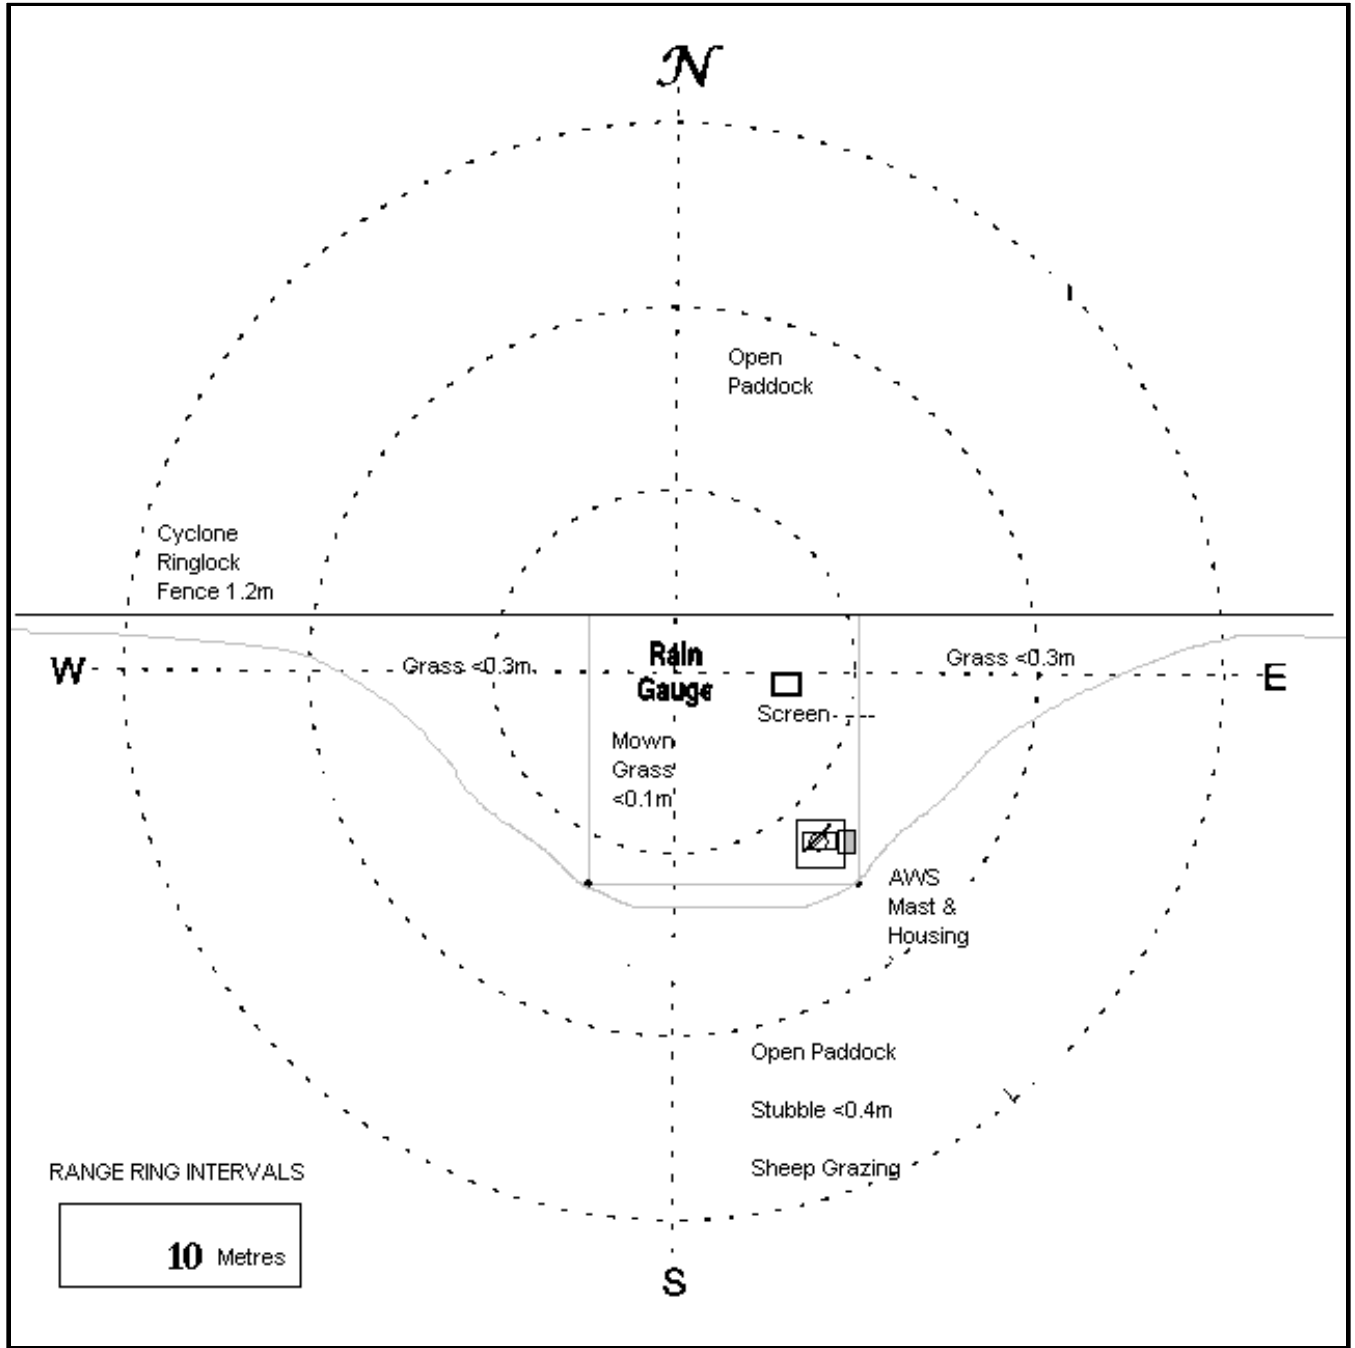 N
Open
Paddock
Cyclone
Ringlock
Fence 1.2m
W
Grass <0.3m
Rain
Gauge
Grass <0.3m
E
Screen
Mown
Grass
<0.1m
AWS
Mast &
Housing
Open Paddock
Stubble <0.4m
Sheep Grazing
RANGE RING INTERVALS
10 Metres
S